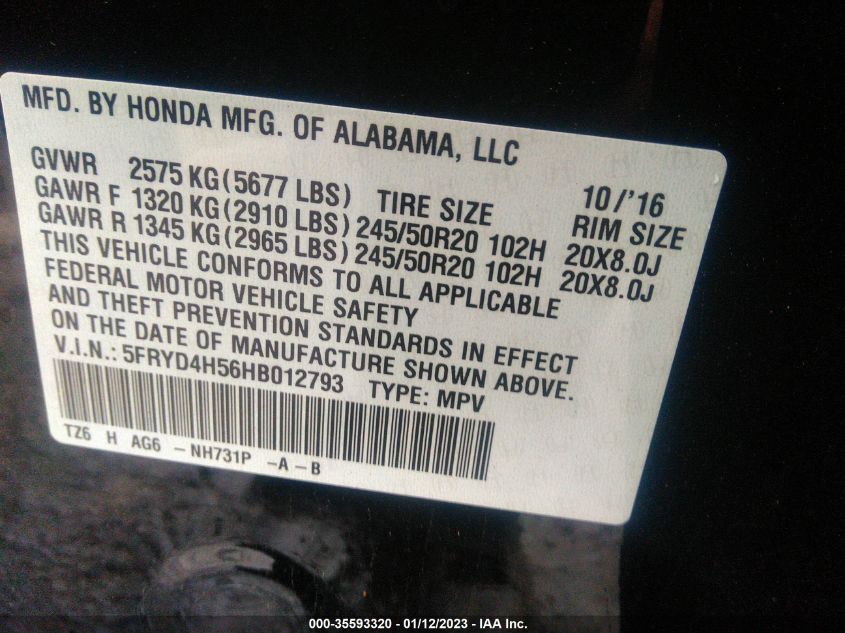 MFD. BY HONDA MFG. OF ALABAMA, LLC
10/'16
GVWR 2575 KG (5677 LBS) TIRE SIZE RIM SIZE
GAWR F 1320 KG (2910 LBS) 245/50R20 102H 20X8.0J
GAWR R 1345 KG (2965 LBS) 245/50R20 102H 20X8.0J
THIS VEHICLE CONFORMS TO ALL APPLICABLE
FEDERAL MOTOR VEHICLE SAFETY
AND THEFT PREVENTION STANDARDS IN EFFECT
ON THE DATE OF MANUFACTURE SHOWN ABOVE.
V.I.N.: 5FRYD4H56HB012793 TYPE: MPV
TZ6 H AG6 - NH731P - A - B
000-35593320 / 01/12/2023 - IAA Inc.